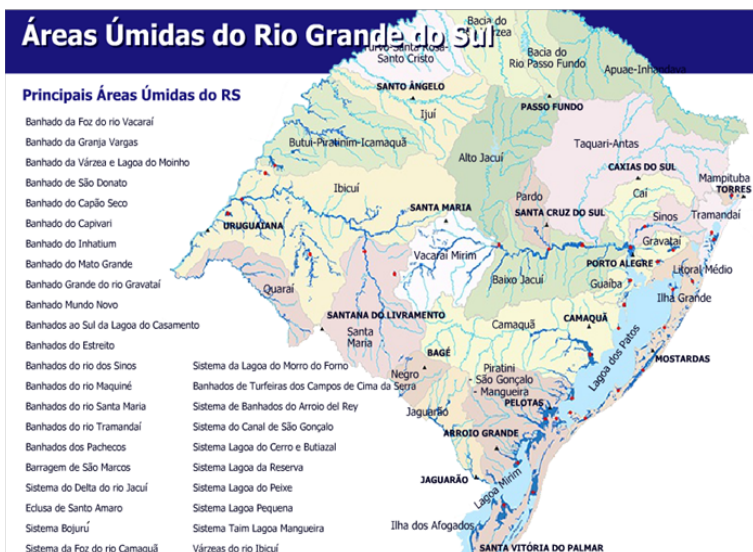 Áreas Úmidas do Rio Grande do Sul
Principais Áreas Úmidas do RS
Banhado da Foz do rio Vacaraí
Banhado da Granja Vargas
Banhado da Várzea e Lagoa do Moinho
Banhado de São Donato
Banhado do Capão Seco
Banhado do Capivari
Banhado do Inhatium
Banhado do Mato Grande
Banhado Grande do rio Gravataí
Banhado Mundo Novo
Banhados ao Sul da Lagoa do Casamento
Banhados do Estreito
Banhados do rio dos Sinos
Banhados do rio Maquiné
Banhados do rio Santa Maria
Banhados do rio Tramandaí
Banhados dos Pachecos
Barragem de São Marcos
Sistema do Delta do rio Jacuí
Eclusa de Santo Amaro
Sistema Bojurú
Sistema da Foz do rio Camaquã
Sistema da Lagoa do Morro do Forno
Banhados de Turfeiras dos Campos de Cima da Serra
Sistema de Banhados do Arroio del Rey
Sistema do Canal de São Gonçalo
Sistema Lagoa do Cerro e Butiazal
Sistema Lagoa da Reserva
Sistema Lagoa do Peixe
Sistema Lagoa Pequena
Sistema Taim Lagoa Mangueira
Várzeas do rio Ibicuí
Bacia do
Turvo-Santa Rosa-
Santo Cristo
Bacia do
Rio Passo Fundo
Apuae-Inhandava
SANTO ÂNGELO
Ijuí
PASSO FUNDO
Butui-Piratinim-Icamaquã
Alto Jacuí
Taquari-Antas
CAXIAS DO SUL
Mampituba
TORRES
Ibicuí
Pardo
Caí
SANTA MARIA
SANTA CRUZ DO SUL
Sinos
Tramandaí
URUGUAIANA
Gravataí
Vacaraí Mirim
PORTO ALEGRE
Litoral Médio
Baixo Jacuí
Guaíba
Quaraí
Ilha Grande
SANTANA DO LIVRAMENTO
Santa
Maria
Camaquã
CAMAQUÃ
BAGÉ
Lagoa dos Patos
MOSTARDAS
Negro
Piratini
- São Gonçalo
- Mangueira
PELOTAS
Jaguarão
ARROIO GRANDE
JAGUARÃO
Lagoa Mirim
Ilha dos Afogados
SANTA VITÓRIA DO PALMAR